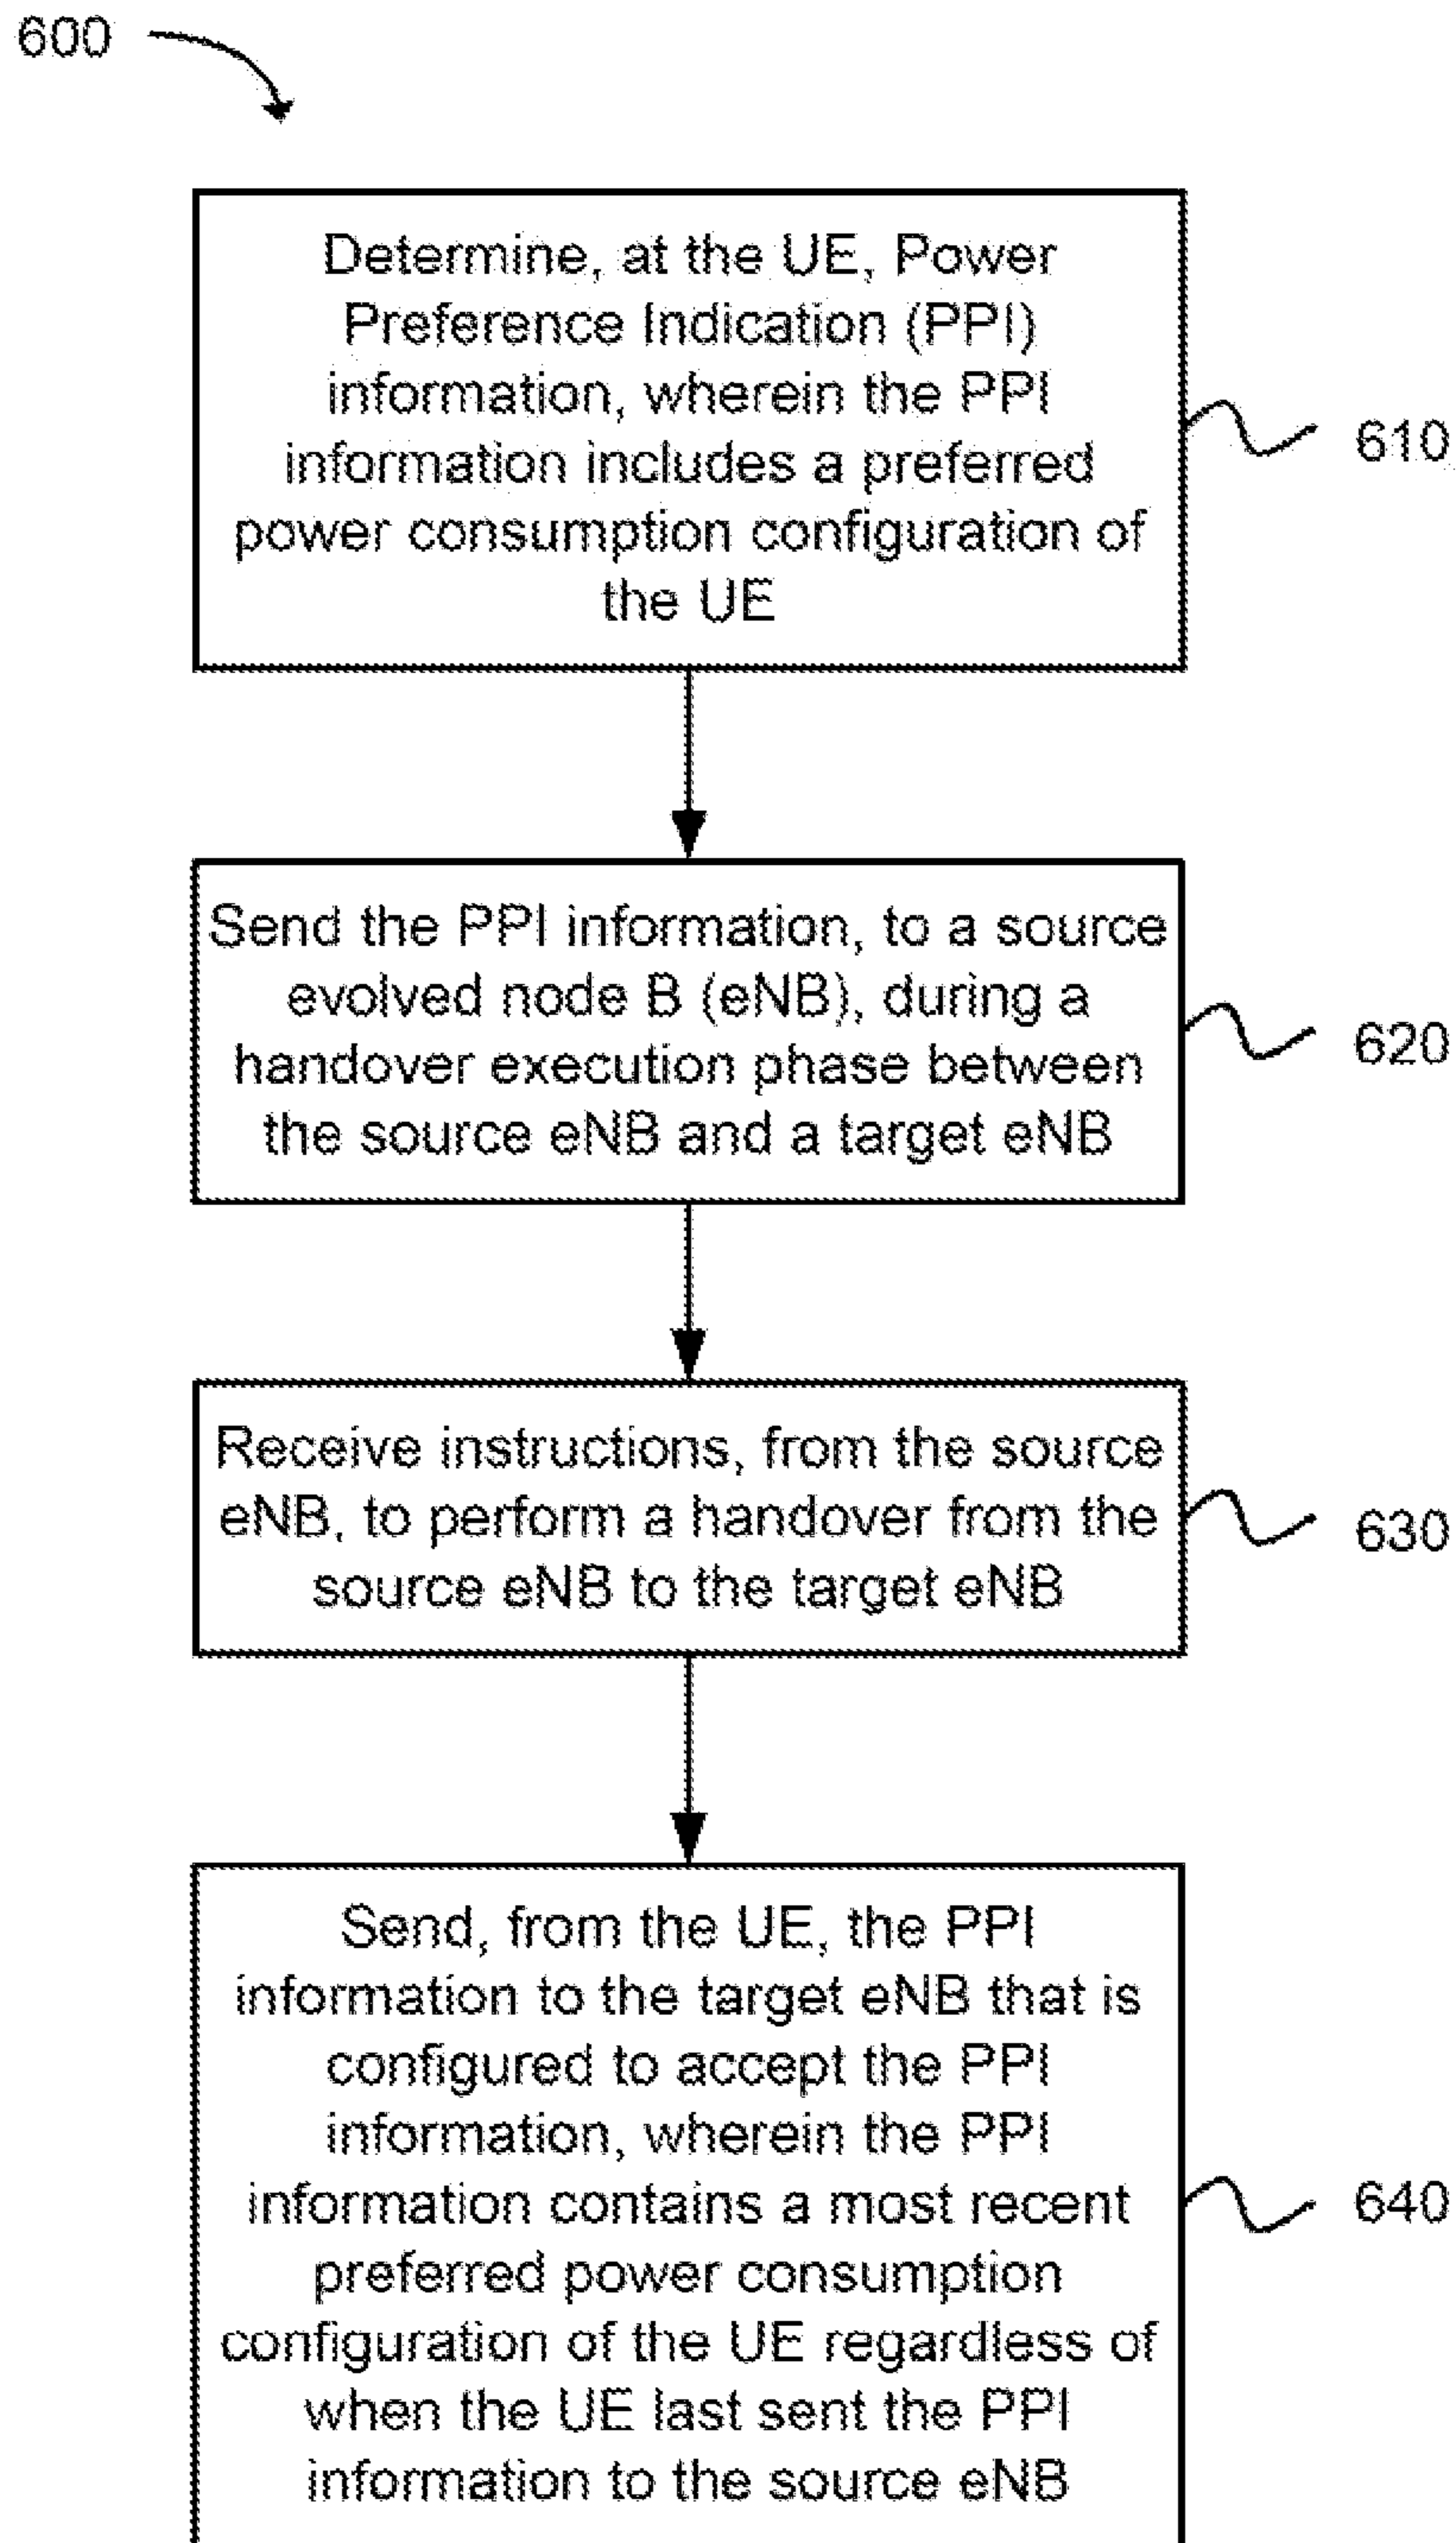 600
Determine, at the UE, Power
Preference Indication (PPI)
information, wherein the PPI
information includes a preferred
power consumption configuration of
the UE
610
Send the PPI information, to a source
evolved node B (eNB), during a
handover execution phase between
the source eNB and a target eNB
620
Receive instructions, from the source
eNB, to perform a handover from the
source eNB to the target eNB
630
Send, from the UE, the PPI
information to the target eNB that is
configured to accept the PPI
information, wherein the PPI
information contains a most recent
preferred power consumption
configuration of the UE regardless of
when the UE last sent the PPI
information to the source eNB
640